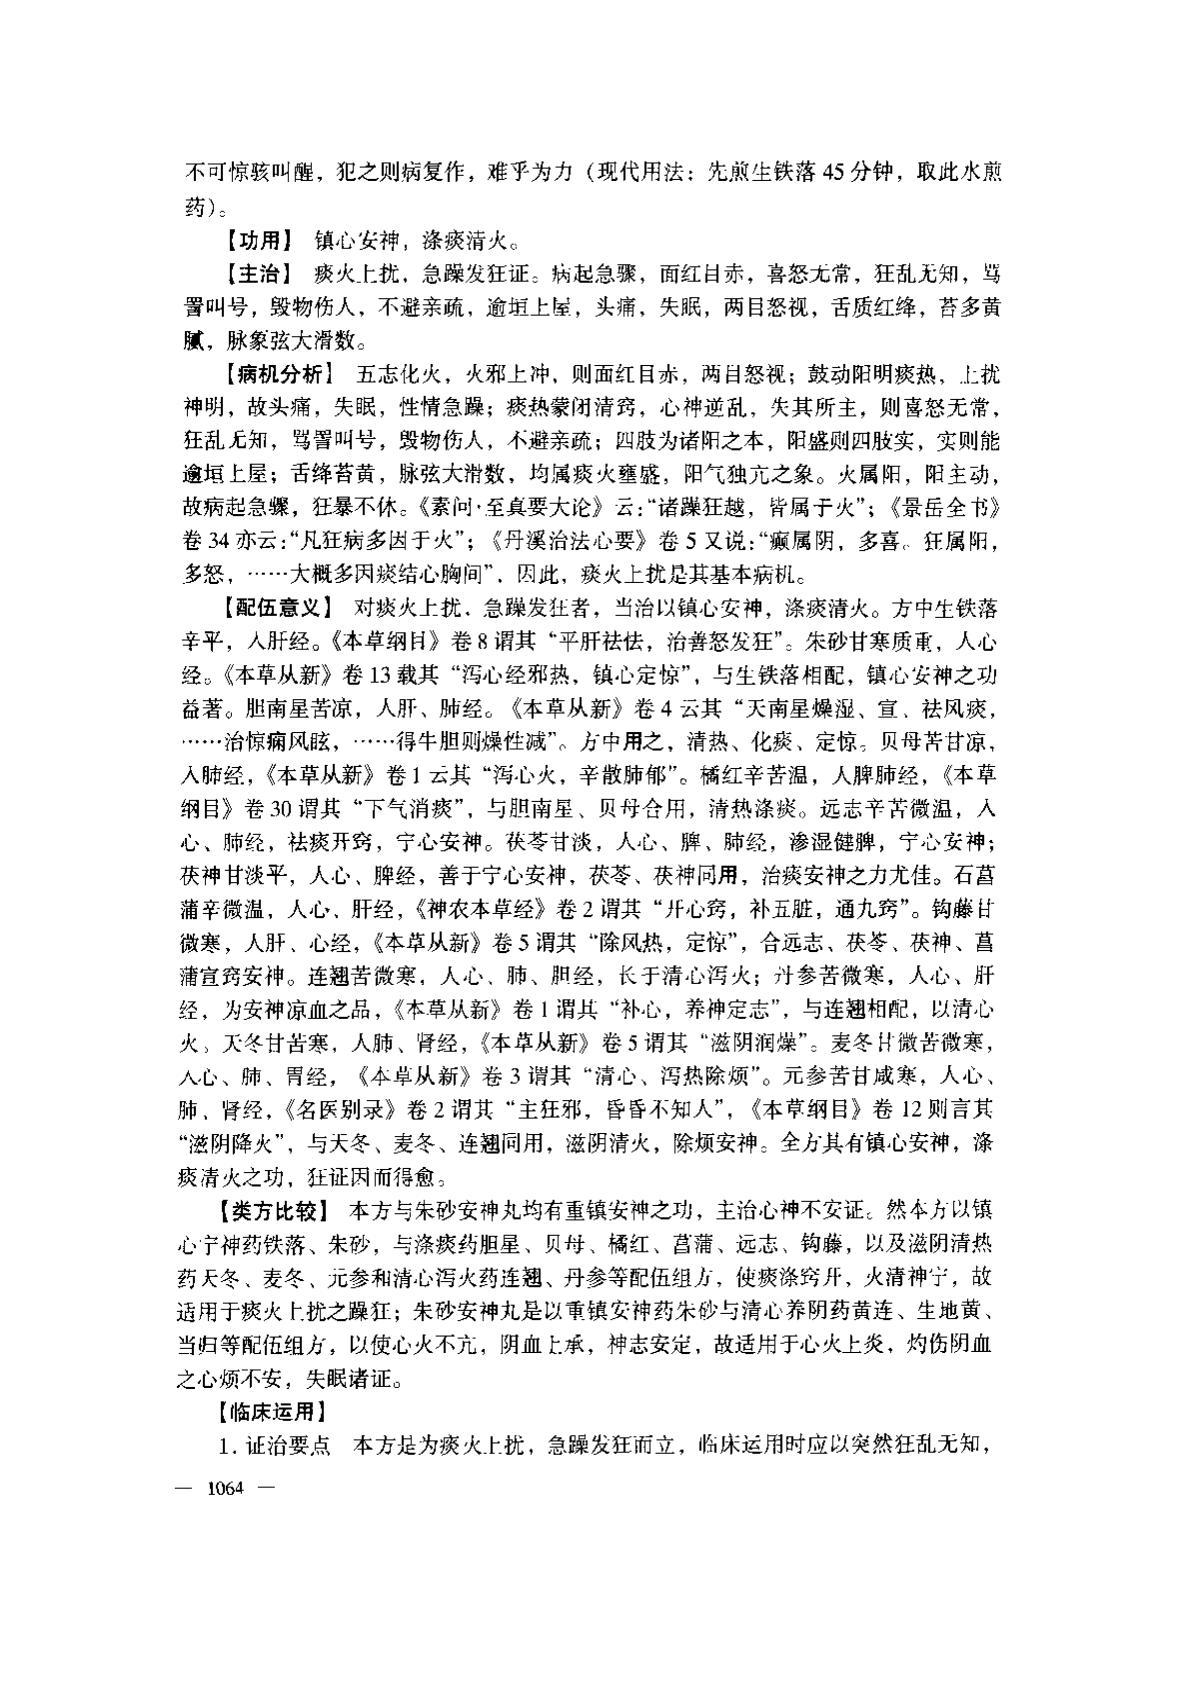 不可惊骇叫醒，犯之则病复作，难乎为力（现代用法：先煎生铁落 45 分钟，取此水煎
药）。
【功用】 镇心安神，涤痰清火。
【主治】 痰火上扰，急躁发狂证。病起急骤，面红目赤，喜怒无常，狂乱无知，骂
詈叫号，毁物伤人，不避亲疏，逾垣上屋，头痛，失眠，两目怒视，舌质红绛，苔多黄
腻，脉象弦大滑数。
【病机分析】 五志化火，火邪上冲，则面红目赤，两目怒视；鼓动阳明痰热，上扰
神明，故头痛，失眠，性情急躁；痰热蒙闭清窍，心神逆乱，失其所主，则喜怒无常，
狂乱无知，骂詈叫号，毁物伤人，不避亲疏；四肢为诸阳之本，阳盛则四肢实，实则能
逾垣上屋；舌绛苔黄，脉弦大滑数，均属痰火壅盛，阳气独亢之象。火属阳，阳主动，
故病起急骤，狂暴不休。《素问·至真要大论》云：“诸躁狂越，皆属于火”；《景岳全书》
卷 34 亦云：“凡狂病多因于火”；《丹溪治法心要》卷 5 又说：“癫属阴，多喜。狂属阳，
多怒，……大概多因痰结心胸间”，因此，痰火上扰是其基本病机。
【配伍意义】 对痰火上扰，急躁发狂者，当治以镇心安神，涤痰清火。方中生铁落
辛平，入肝经。《本草纲目》卷 8 谓其“平肝祛怯，治善怒发狂”。朱砂甘寒质重，入心
经。《本草从新》卷 13 载其“泻心经邪热，镇心定惊”，与生铁落相配，镇心安神之功
益著。胆南星苦凉，入肝、肺经。《本草从新》卷 4 云其“天南星燥湿、宣、祛风痰，
……治惊痫风眩，……得牛胆则燥性减”。方中用之，清热、化痰、定惊。贝母苦甘凉，
入肺经，《本草从新》卷 1 云其“泻心火，辛散肺郁”。橘红辛苦温，入脾肺经，《本草
纲目》卷 30 谓其“下气消痰”，与胆南星、贝母合用，清热涤痰。远志辛苦微温，入
心、肺经，祛痰开窍，宁心安神。茯苓甘淡，入心、脾、肺经，渗湿健脾，宁心安神；
茯神甘淡平，入心、脾经，善于宁心安神，茯苓、茯神同用，治痰安神之力尤佳。石菖
蒲辛微温，入心、肝经，《神农本草经》卷 2 谓其“开心窍，补五脏，通九窍”。钩藤甘
微寒，入肝、心经，《本草从新》卷 5 谓其“除风热，定惊”，合远志、茯苓、茯神、菖
蒲宣窍安神。连翘苦微寒，入心、肺、胆经，长于清心泻火；丹参苦微寒，入心、肝
经，为安神凉血之品，《本草从新》卷 1 谓其“补心，养神定志”，与连翘相配，以清心
火。天冬甘苦寒，入肺、肾经，《本草从新》卷 5 谓其“滋阴润燥”。麦冬甘微苦微寒，
入心、肺、胃经，《本草从新》卷 3 谓其“清心、泻热除烦”。元参苦甘咸寒，入心、
肺、肾经，《名医别录》卷 2 谓其“主狂邪，昏昏不知人”，《本草纲目》卷 12 则言其
“滋阴降火”，与天冬、麦冬、连翘同用，滋阴清火，除烦安神。全方具有镇心安神，涤
痰清火之功，狂证因而得愈。
【类方比较】 本方与朱砂安神丸均有重镇安神之功，主治心神不安证。然本方以镇
心宁神药铁落、朱砂，与涤痰药胆星、贝母、橘红、菖蒲、远志、钩藤，以及滋阴清热
药天冬、麦冬、元参和清心泻火药连翘、丹参等配伍组方，使痰涤窍开，火清神宁，故
适用于痰火上扰之躁狂；朱砂安神丸是以重镇安神药朱砂与清心养阴药黄连、生地黄、
当归等配伍组方，以使心火不亢，阴血上承，神志安定，故适用于心火上炎，灼伤阴血
之心烦不安，失眠诸证。
【临床运用】
1. 证治要点 本方是为痰火上扰，急躁发狂而立，临床运用时应以突然狂乱无知，
— 1064 —